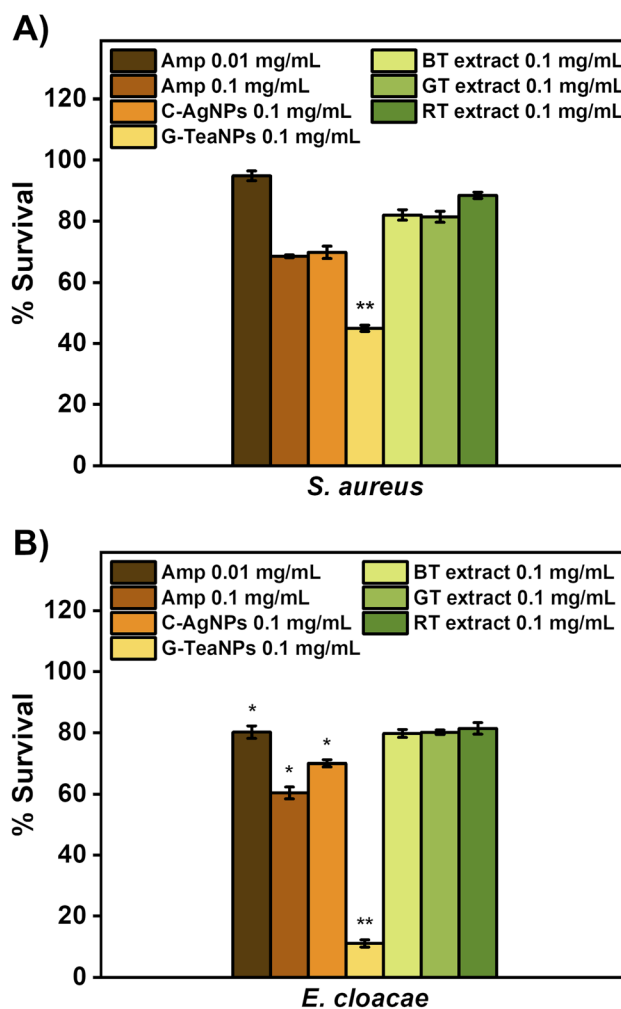 A)
Amp 0.01 mg/mL
Amp 0.1 mg/mL
C-AgNPs 0.1 mg/mL
G-TeaNPs 0.1 mg/mL
BT extract 0.1 mg/mL
GT extract 0.1 mg/mL
RT extract 0.1 mg/mL
% Survival
120
100
80
60
40
20
0
**
S. aureus
B)
Amp 0.01 mg/mL
Amp 0.1 mg/mL
C-AgNPs 0.1 mg/mL
G-TeaNPs 0.1 mg/mL
BT extract 0.1 mg/mL
GT extract 0.1 mg/mL
RT extract 0.1 mg/mL
% Survival
120
100
80
60
40
20
0
*
*
*
**
E. cloacae